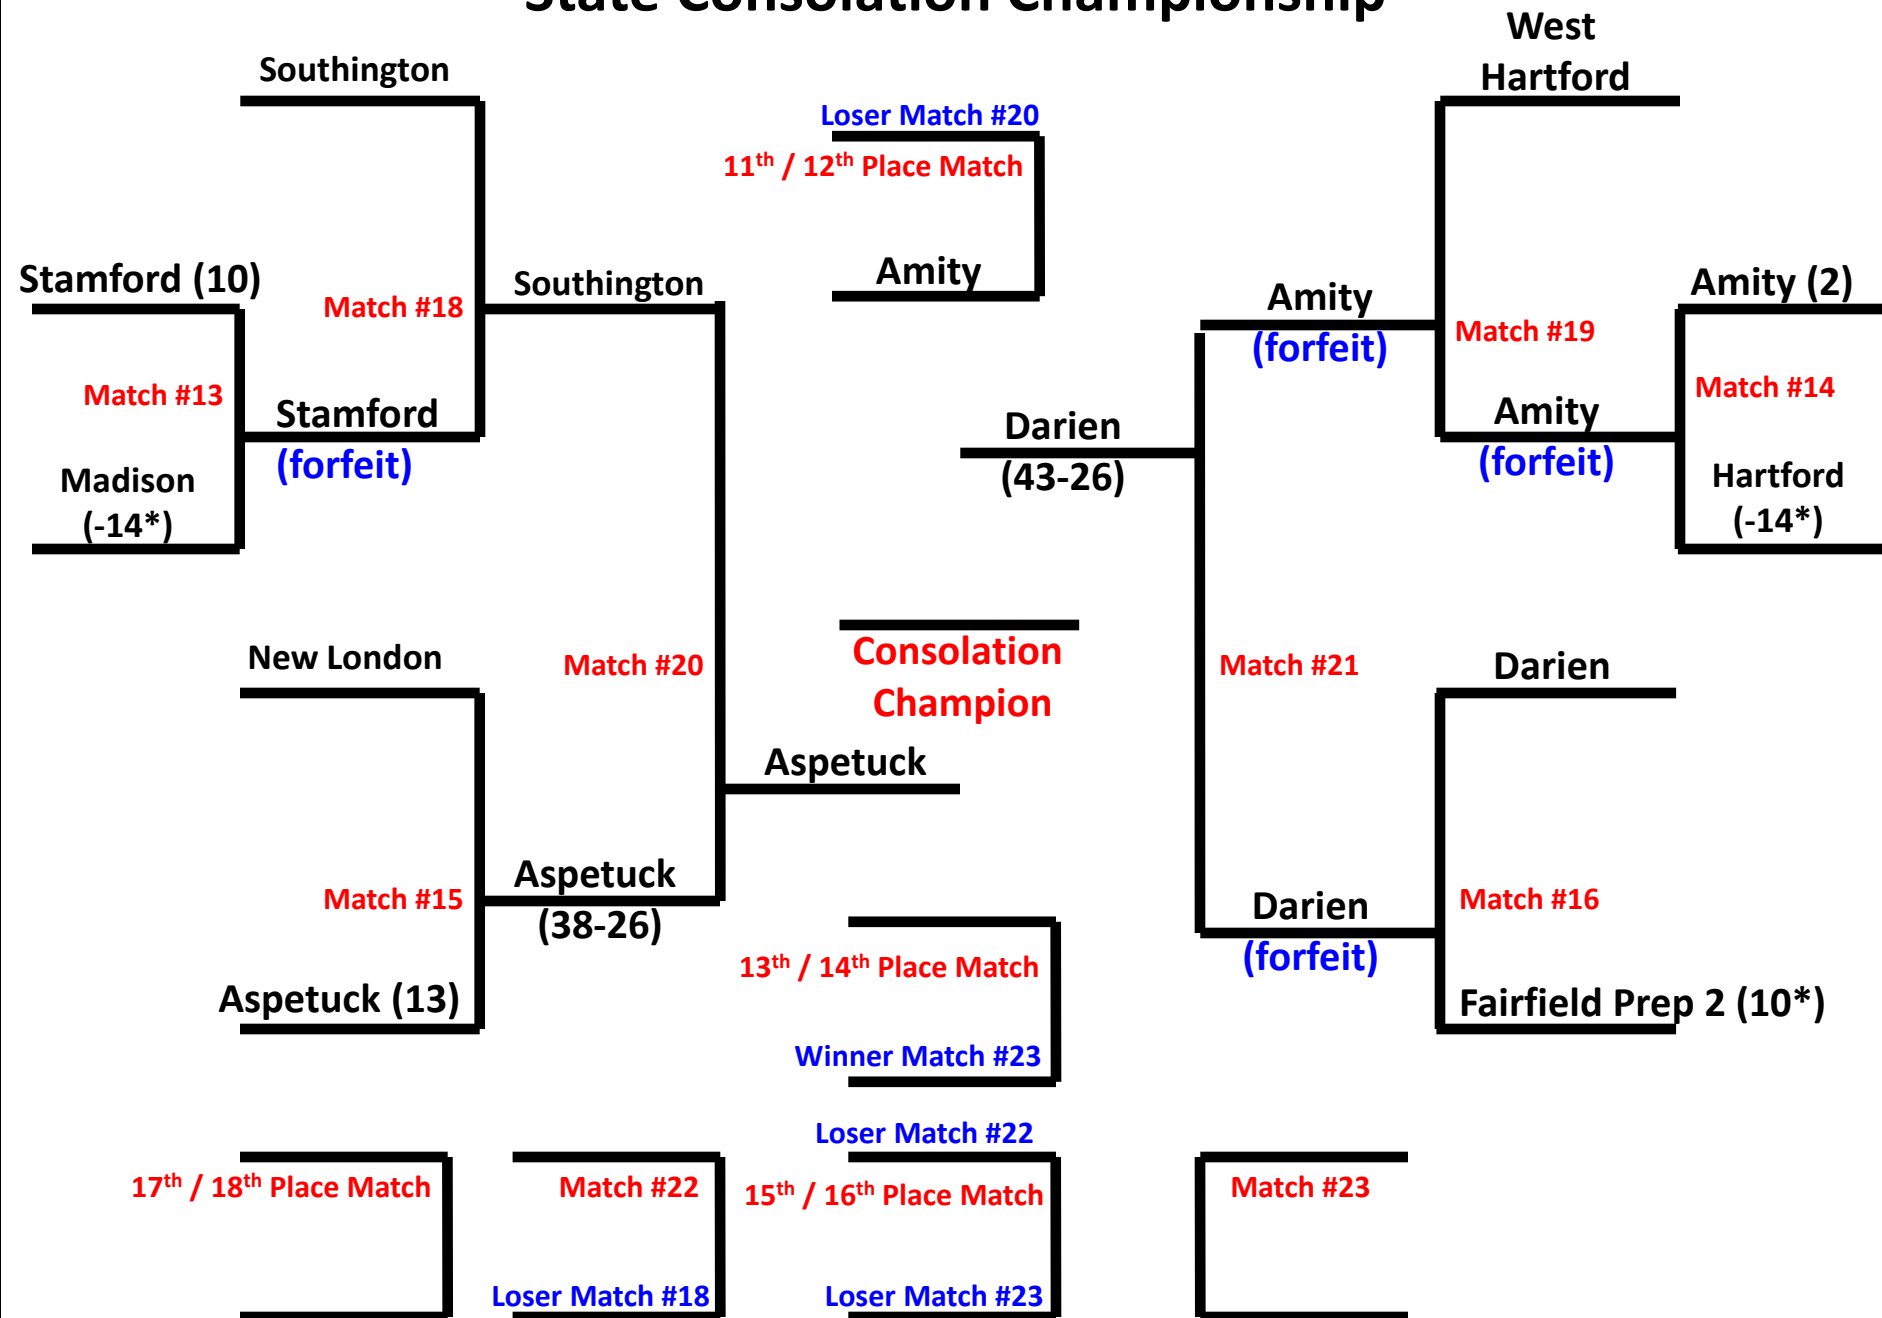 State Consolation Championship
West
Hartford
Southington
Loser Match #20
11th / 12th Place Match
Amity
Stamford (10)
Match #18
Southington
Amity
(forfeit)
Match #19
Amity (2)
Match #13
Stamford
(forfeit)
Madison
(-14*)
Darien
(43-26)
Amity
(forfeit)
Match #14
Hartford
(-14*)
New London
Match #20
Consolation
Champion
Match #21
Darien
Aspetuck
Match #15
Aspetuck
(38-26)
Darien
(forfeit)
Match #16
13th / 14th Place Match
Aspetuck (13)
Fairfield Prep 2 (10*)
Winner Match #23
Loser Match #22
17th / 18th Place Match
Match #22
15th / 16th Place Match
Match #23
Loser Match #18
Loser Match #23